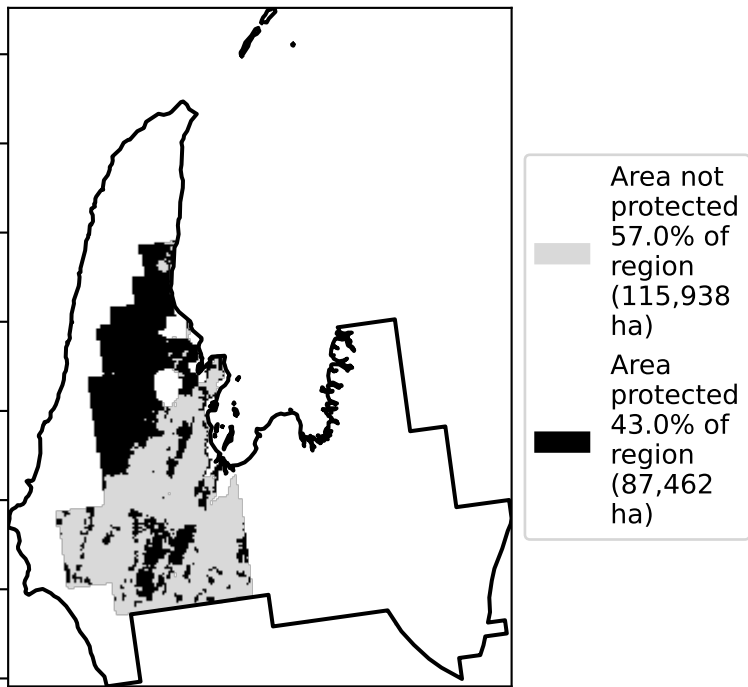 Area not
protected
57.0% of
region
(115,938
ha)
Area
protected
43.0% of
region
(87,462
ha)